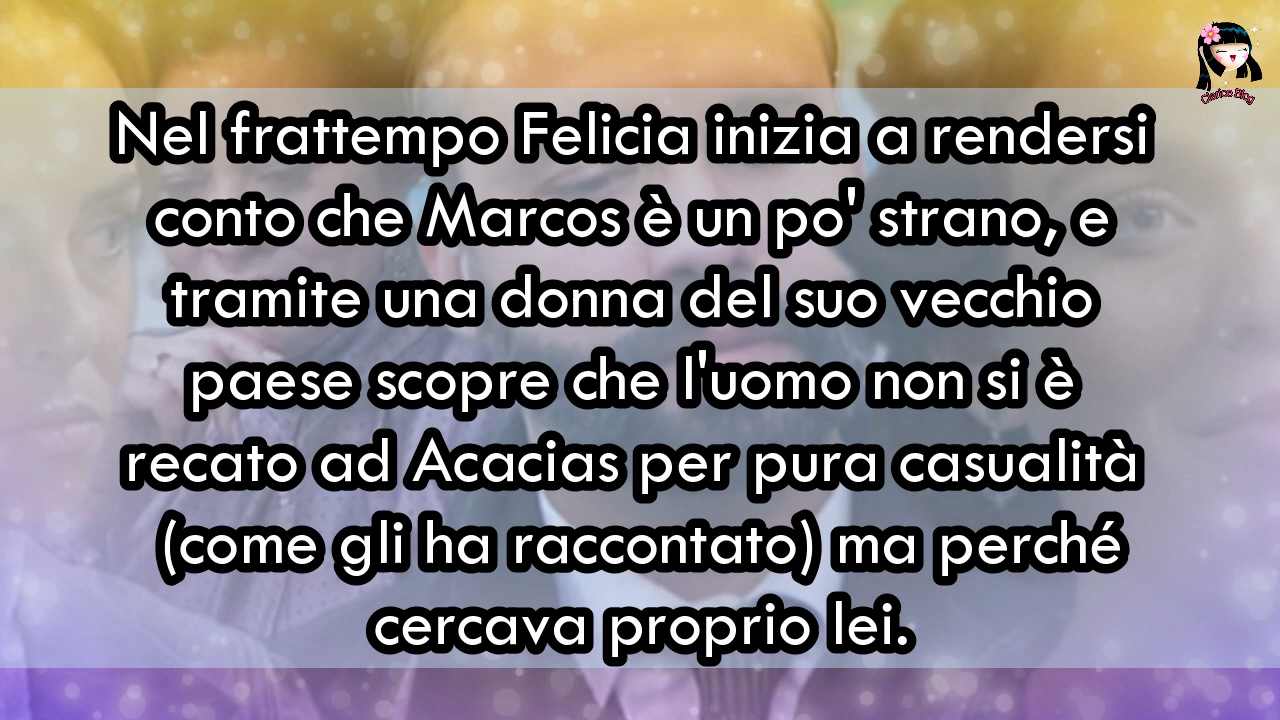 Clarice Blog
Nel frattempo Felicia inizia a rendersi
conto che Marcos è un po' strano, e
tramite una donna del suo vecchio
paese scopre che l'uomo non si è
recato ad Acacias per pura casualità
(come gli ha raccontato) ma perché
cercava proprio lei.